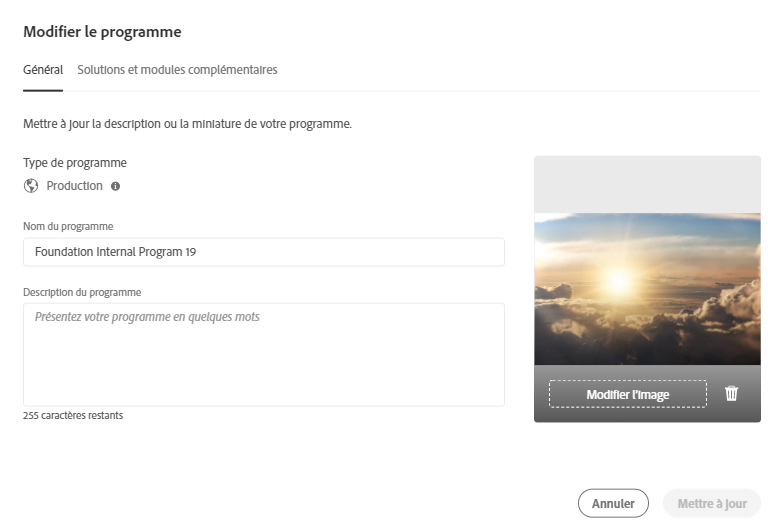 Modifier le programme
Général
Solutions et modules complémentaires
Mettre à jour la description ou la miniature de votre programme.
Type de programme
Production
Nom du programme
Foundation Internal Program 19
Description du programme
Présentez votre programme en quelques mots
255 caractères restants
Modifier l'image
Annuler
Mettre à jour